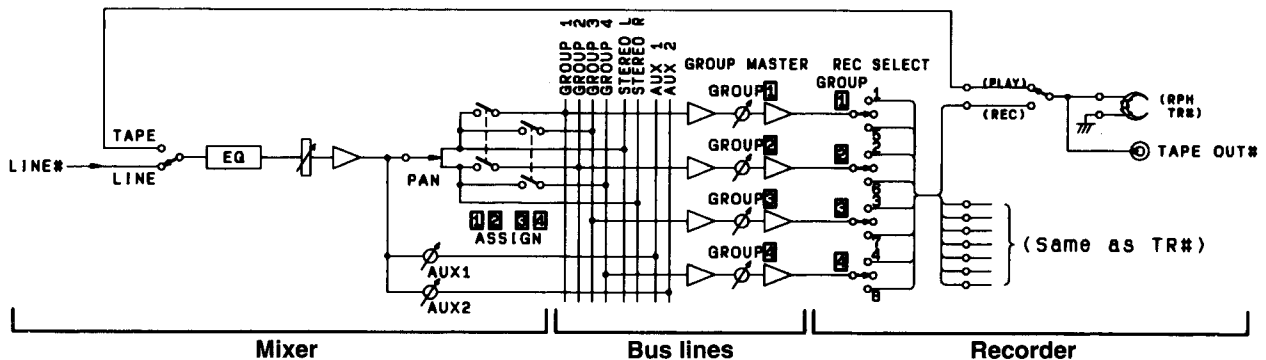 GROUP 1
GROUP 2
GROUP 3
GROUP 4
STEREO L
STEREO R
AUX 1
AUX 2
GROUP MASTER
REC SELECT
GROUP
GROUP 1
GROUP 2
GROUP 3
GROUP 4
1
2
3
1
5
2
6
3
7
4
8
(PLAY)
(REC)
(RPH
TR#)
TAPE OUT#
TAPE
LINE#
LINE
EQ
PAN
1 2 3 4
ASSIGN
AUX1
AUX2
(Same as TR#)
Mixer
Bus lines
Recorder